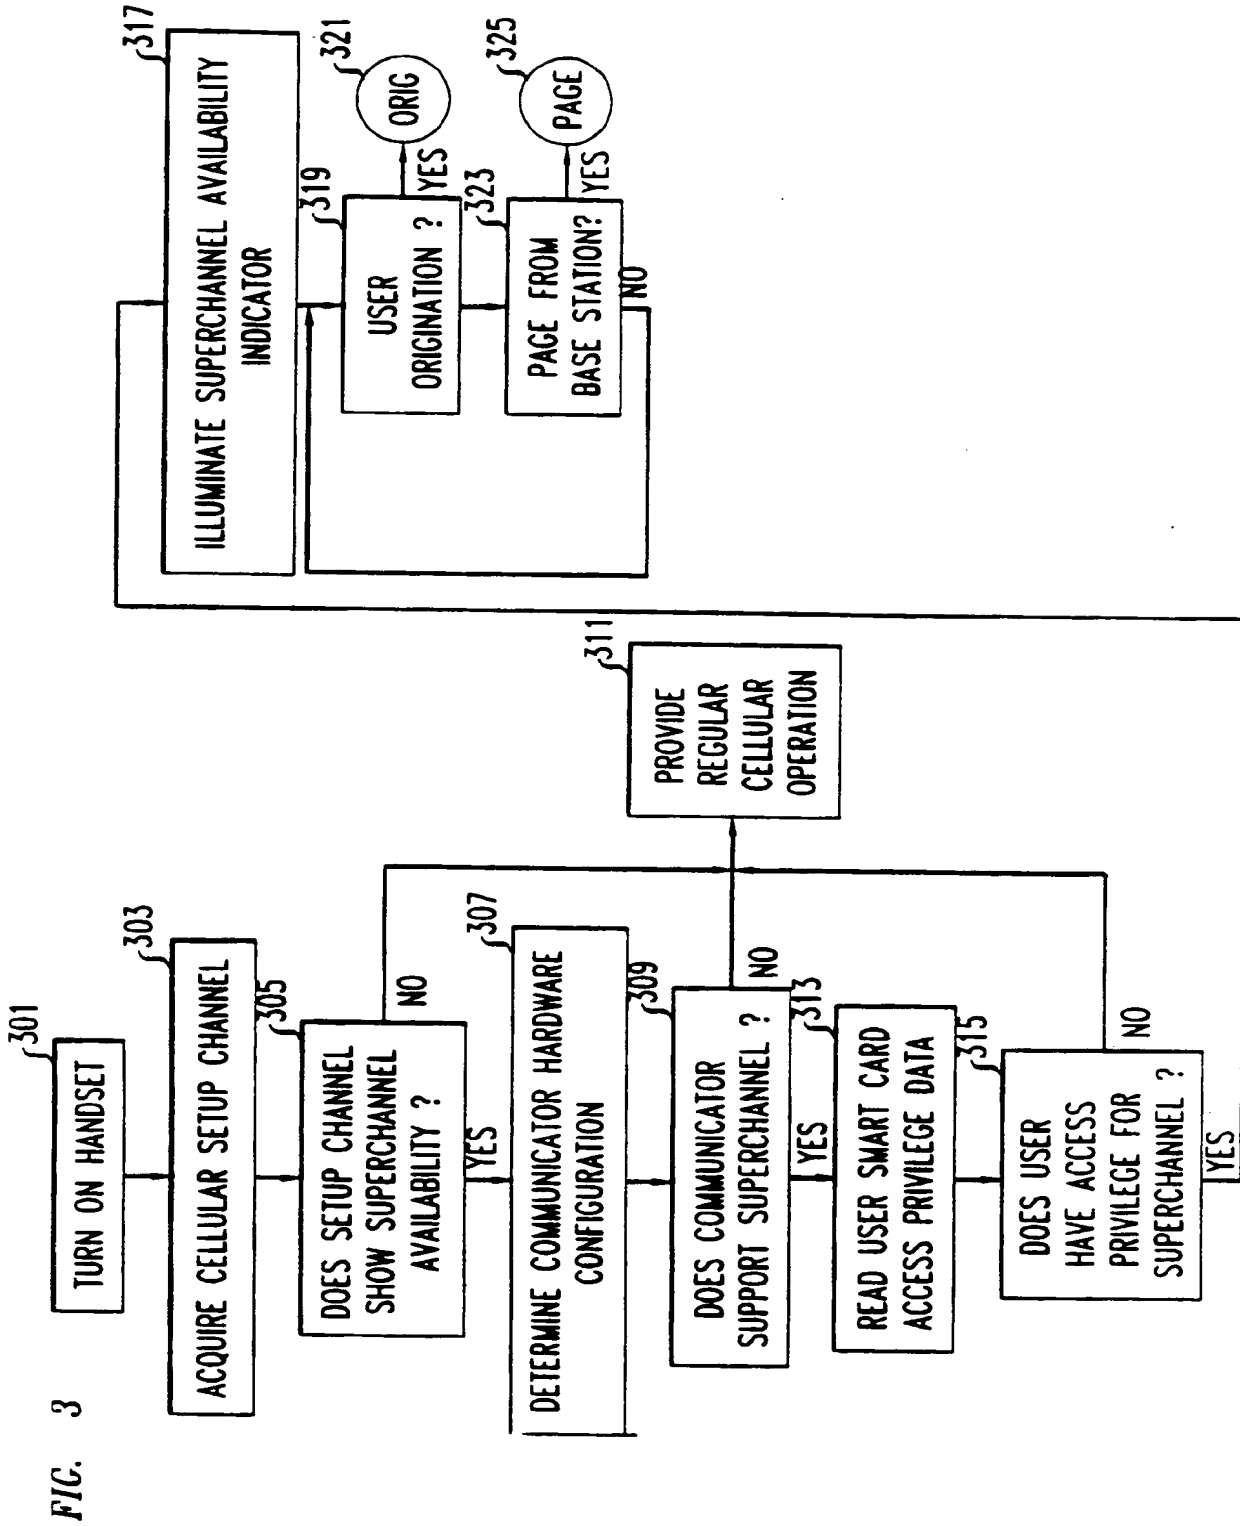 FIG. 3
301
TURN ON HANDSET
303
ACQUIRE CELLULAR SETUP CHANNEL
305
DOES SETUP CHANNEL
SHOW SUPERCHANNEL
AVAILABILITY ?
NO
YES
307
DETERMINE COMMUNICATOR HARDWARE
CONFIGURATION
309
DOES COMMUNICATOR
SUPPORT SUPERCHANNEL ?
NO
YES
311
PROVIDE
REGULAR
CELLULAR
OPERATION
313
READ USER SMART CARD
ACCESS PRIVILEGE DATA
315
DOES USER
HAVE ACCESS
PRIVILEGE FOR
SUPERCHANNEL ?
NO
YES
317
ILLUMINATE SUPERCHANNEL AVAILABILITY
INDICATOR
319
USER
ORIGINATION ?
YES
321
ORIG
323
PAGE FROM
BASE STATION?
YES
NO
325
PAGE